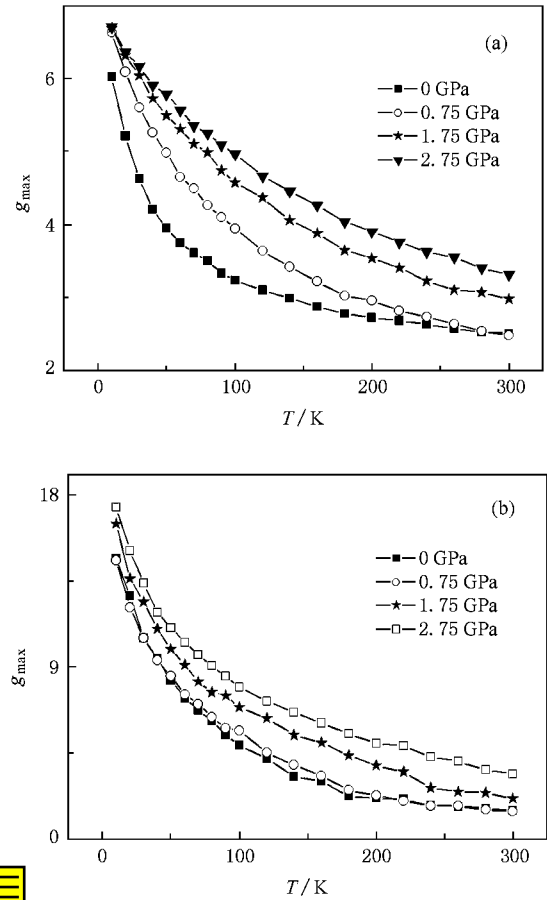 (a)
0 GPa
0. 75 GPa
1. 75 GPa
2. 75 GPa
6
4
2
g max
0 100 200 300
T / K
(b)
0 GPa
0. 75 GPa
1. 75 GPa
2. 75 GPa
18
9
0
g max
0 100 200 300
T / K